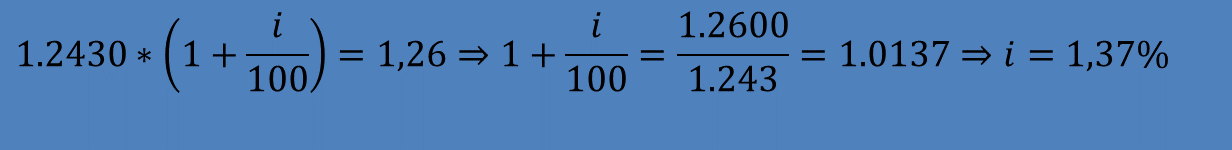 1.2430 * (1 + i/100) = 1,26 ⇒ 1 + i/100 = 1.2600/1.243 = 1.0137 ⇒ i = 1,37%